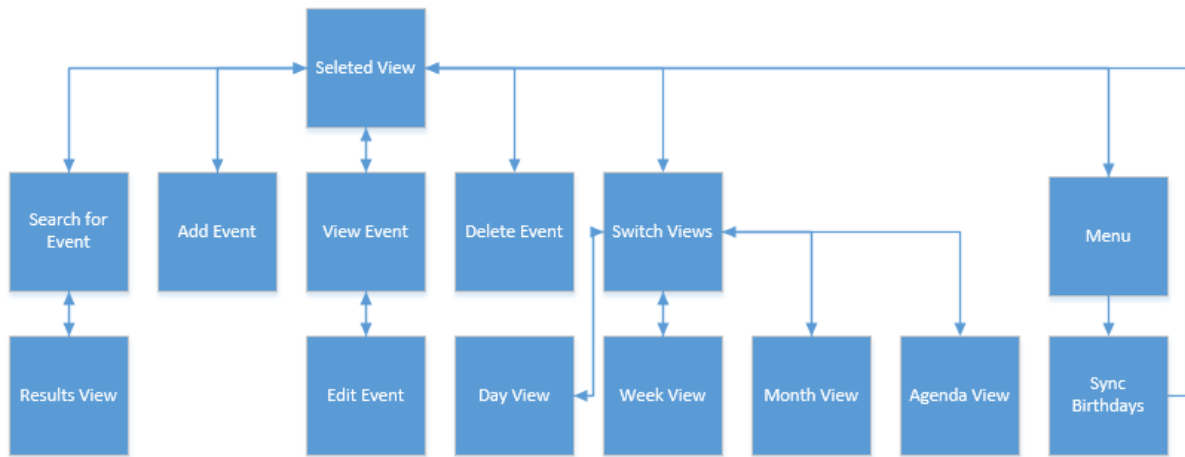 Seleted View
Search for
Event
Add Event
View Event
Delete Event
Switch Views
Menu
Results View
Edit Event
Day View
Week View
Month View
Agenda View
Sync
Birthdays